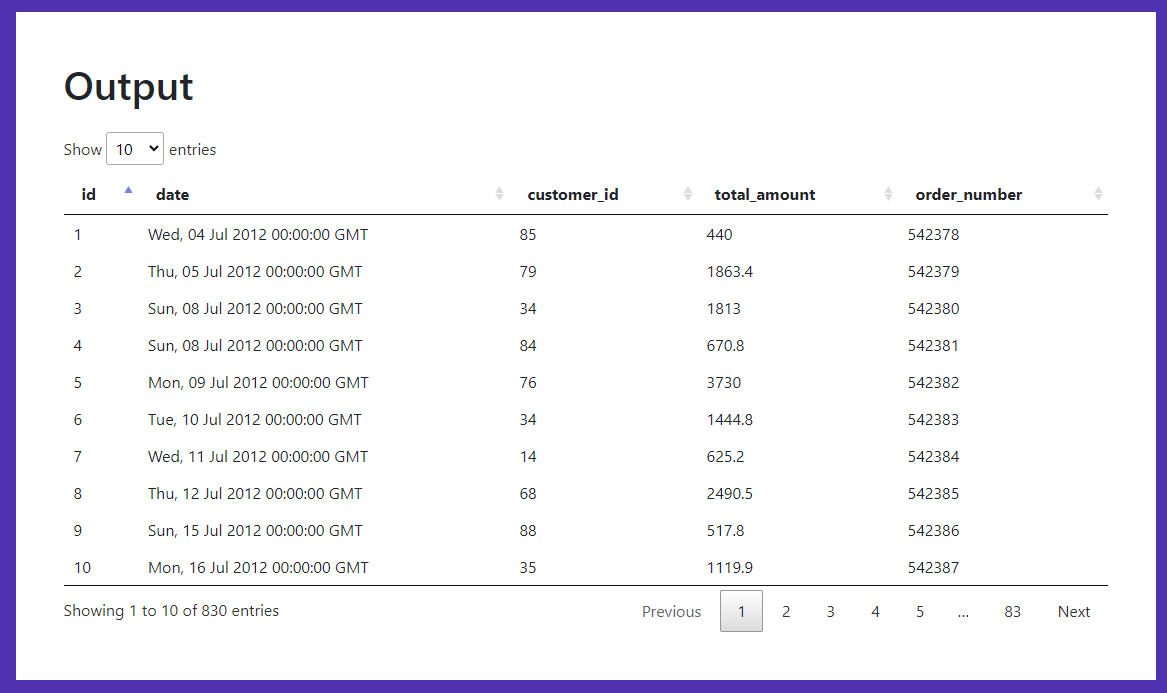 Output
Show 10 entries
id date customer_id total_amount order_number
1 Wed, 04 Jul 2012 00:00:00 GMT 85 440 542378
2 Thu, 05 Jul 2012 00:00:00 GMT 79 1863.4 542379
3 Sun, 08 Jul 2012 00:00:00 GMT 34 1813 542380
4 Sun, 08 Jul 2012 00:00:00 GMT 84 670.8 542381
5 Mon, 09 Jul 2012 00:00:00 GMT 76 3730 542382
6 Tue, 10 Jul 2012 00:00:00 GMT 34 1444.8 542383
7 Wed, 11 Jul 2012 00:00:00 GMT 14 625.2 542384
8 Thu, 12 Jul 2012 00:00:00 GMT 68 2490.5 542385
9 Sun, 15 Jul 2012 00:00:00 GMT 88 517.8 542386
10 Mon, 16 Jul 2012 00:00:00 GMT 35 1119.9 542387
Showing 1 to 10 of 830 entries Previous 1 2 3 4 5 … 83 Next